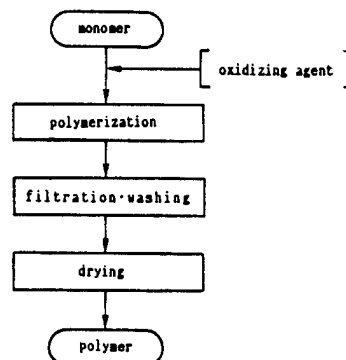 monomer
oxidizing agent
polymerization
filtration·washing
drying
polymer